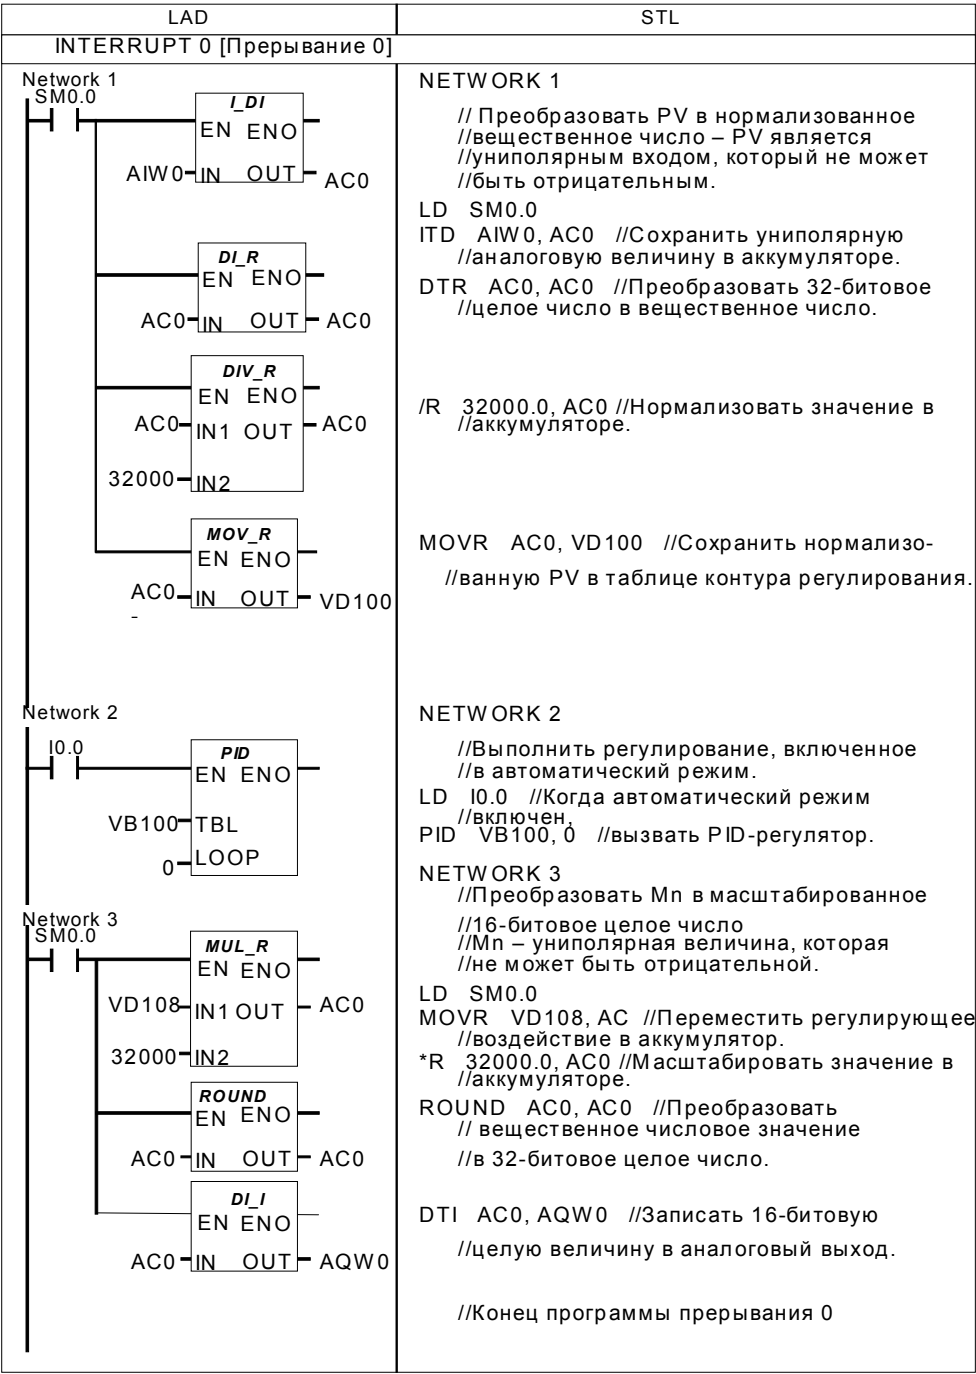 LAD
STL
INTERRUPT 0 [Прерывание 0]
Network 1
SM0.0
I_DI
EN ENO
AIW0 IN OUT AC0
DI_R
EN ENO
AC0 IN OUT AC0
DIV_R
EN ENO
AC0 IN1 OUT AC0
32000 IN2
MOV_R
EN ENO
AC0 IN OUT VD100
Network 2
I0.0
PID
EN ENO
VB100 TBL
0 LOOP
Network 3
SM0.0
MUL_R
EN ENO
VD108 IN1 OUT AC0
32000 IN2
ROUND
EN ENO
AC0 IN OUT AC0
DI_I
EN ENO
AC0 IN OUT AQW0
NETWORK 1
// Преобразовать PV в нормализованное
//вещественное число – PV является
//униполярным входом, который не может
//быть отрицательным.
LD SM0.0
ITD AIW0, AC0 //Сохранить униполярную
//аналоговую величину в аккумуляторе.
DTR AC0, AC0 //Преобразовать 32-битовое
//целое число в вещественное число.
/R 32000.0, AC0 //Нормализовать значение в
//аккумуляторе.
MOVR AC0, VD100 //Сохранить нормализо-
//ванную PV в таблице контура регулирования.
NETWORK 2
//Выполнить регулирование, включенное
//в автоматический режим.
LD I0.0 //Когда автоматический режим
//включен,
PID VB100, 0 //вызвать PID-регулятор.
NETWORK 3
//Преобразовать Mn в масштабированное
//16-битовое целое число
//Mn – униполярная величина, которая
//не может быть отрицательной.
LD SM0.0
MOVR VD108, AC //Переместить регулирующее
//воздействие в аккумулятор.
*R 32000.0, AC0 //Масштабировать значение в
//аккумуляторе.
ROUND AC0, AC0 //Преобразовать
// вещественное числовое значение
//в 32-битовое целое число.
DTI AC0, AQW0 //Записать 16-битовую
//целую величину в аналоговый выход.
//Конец программы прерывания 0